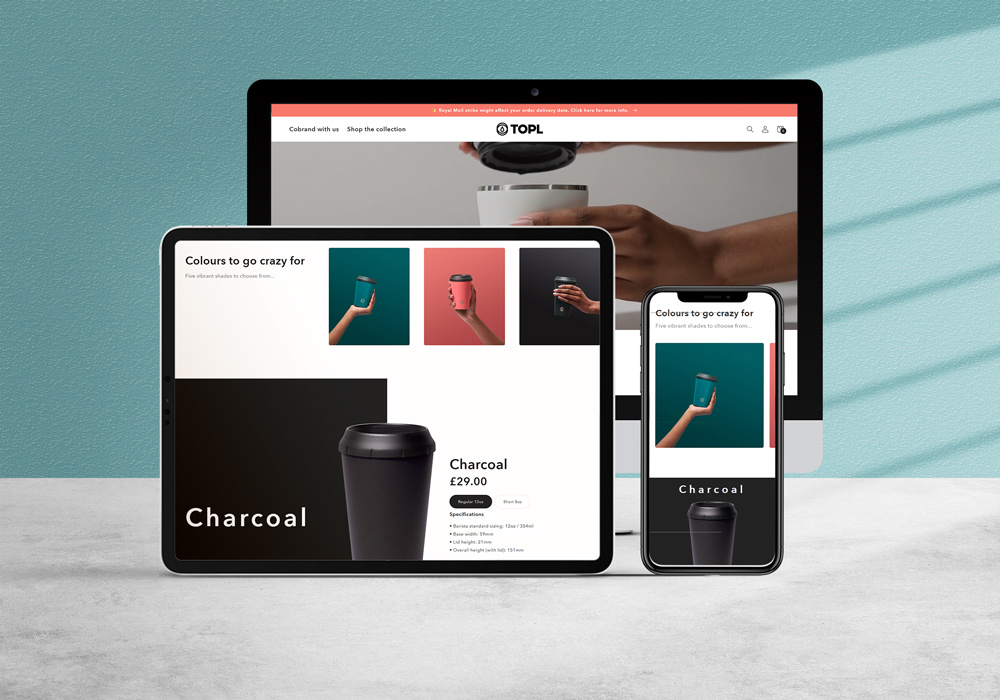 Royal Mail strike might affect your order delivery date. Click here for more info. →
Cobrand with us Shop the collection
TOPL
Colours to go crazy for
Five vibrant shades to choose from...
Charcoal
Charcoal
£29.00
Regular 12oz Short 8oz
Specifications
• Barista standard sizing: 12oz / 354ml
• Base width: 59mm
• Lid height: 21mm
• Overall height (with lid): 151mm
Colours to go crazy for
Five vibrant shades to choose from...
Charcoal